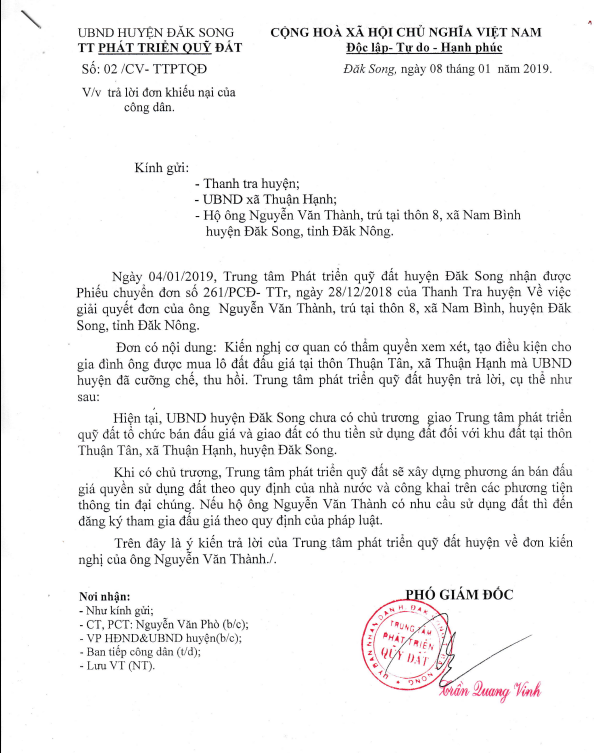 UBND HUYỆN ĐĂK SONG
TT PHÁT TRIỂN QUỸ ĐÁT
CỘNG HOÀ XÃ HỘI CHỦ NGHĨA VIỆT NAM
Độc lập- Tự do - Hạnh phúc
Số: 02 /CV- TTPTQĐ
Đăk Song, ngày 08 tháng 01 năm 2019.
V/v trả lời đơn khiếu nại của
công dân.
Kính gửi:
- Thanh tra huyện;
- UBND xã Thuận Hạnh;
- Hộ ông Nguyễn Văn Thành, trú tại thôn 8, xã Nam Bình
huyện Đăk Song, tỉnh Đăk Nông.
Ngày 04/01/2019, Trung tâm Phát triển quỹ đất huyện Đăk Song nhận được
Phiếu chuyển đơn số 261/PCĐ- TTr, ngày 28/12/2018 của Thanh Tra huyện Về việc
giải quyết đơn của ông Nguyễn Văn Thành, trú tại thôn 8, xã Nam Bình, huyện Đăk
Song, tỉnh Đăk Nông.
Đơn có nội dung: Kiến nghị cơ quan có thẩm quyền xem xét, tạo điều kiện cho
gia đình ông được mua lô đất đấu giá tại thôn Thuận Tân, xã Thuận Hạnh mà UBND
huyện đã cưỡng chế, thu hồi. Trung tâm phát triển quỹ đất huyện trả lời, cụ thể như
sau:
Hiện tại, UBND huyện Đăk Song chưa có chủ trương giao Trung tâm phát triển
quỹ đất tổ chức bán đấu giá và giao đất có thu tiền sử dụng đất đối với khu đất tại thôn
Thuận Tân, xã Thuận Hạnh, huyện Đăk Song.
Khi có chủ trương, Trung tâm phát triển quỹ đất sẽ xây dựng phương án bán đấu
giá quyền sử dụng đất theo quy định của nhà nước và công khai trên các phương tiện
thông tin đại chúng. Nếu hộ ông Nguyễn Văn Thành có nhu cầu sử dụng đất thì đến
đăng ký tham gia đấu giá theo quy định của pháp luật.
Trên đây là ý kiến trả lời của Trung tâm phát triển quỹ đất huyện về đơn kiến
nghị của ông Nguyễn Văn Thành./.
Nơi nhận:
- Như kính gửi;
- CT, PCT: Nguyễn Văn Phò (b/c);
- VP HĐND&UBND huyện(b/c);
- Ban tiếp công dân (t/d);
- Lưu VT (NT).
PHÓ GIÁM ĐỐC
TRUNG TÂM
PHÁT TRIỂN
QUỸ ĐẤT
Trần Quang Vinh